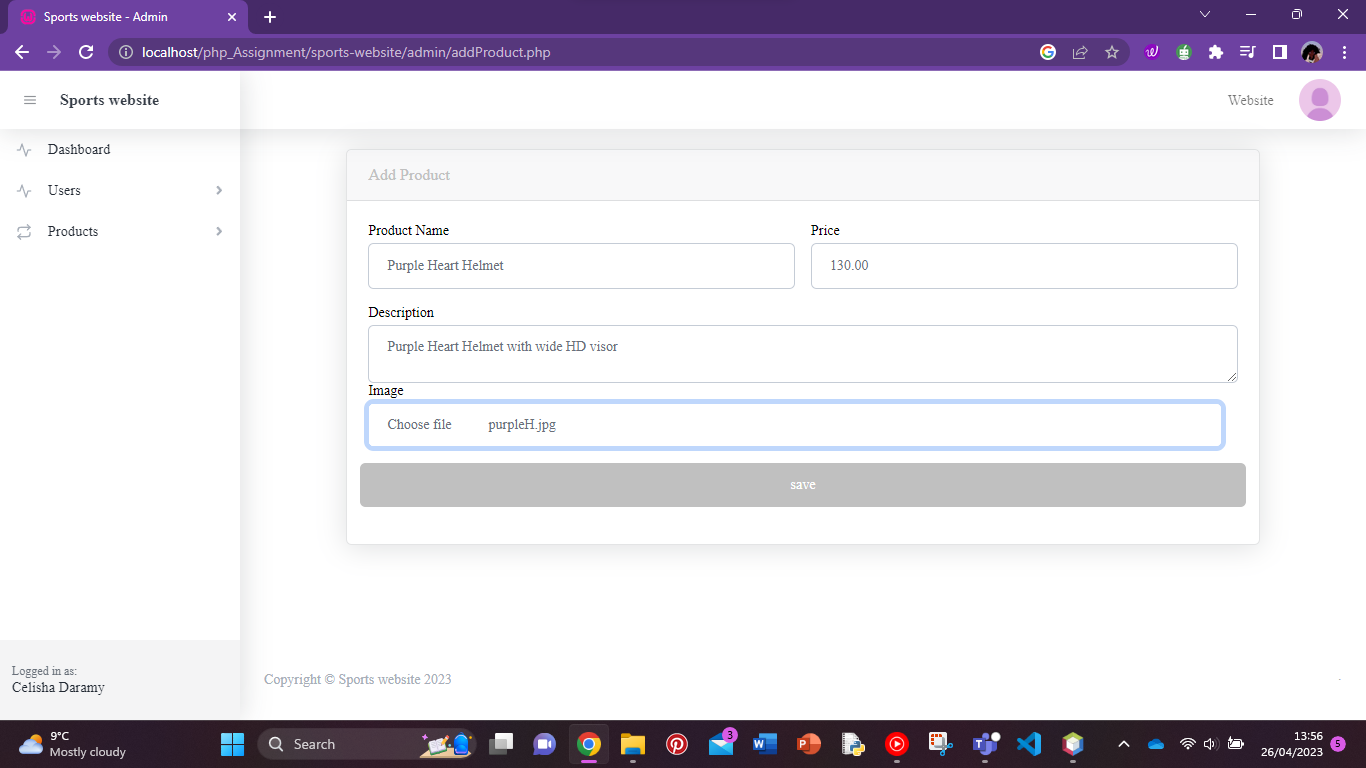 Sports website - Admin
localhost/php_Assignment/sports-website/admin/addProduct.php
Sports website
Website
Dashboard
Users
Products
Add Product
Product Name
Price
Purple Heart Helmet
130.00
Description
Purple Heart Helmet with wide HD visor
Image
Choose file purpleH.jpg
save
Logged in as:
Celisha Daramy
Copyright © Sports website 2023
9°C
Mostly cloudy
Search
3
13:56
26/04/2023
5